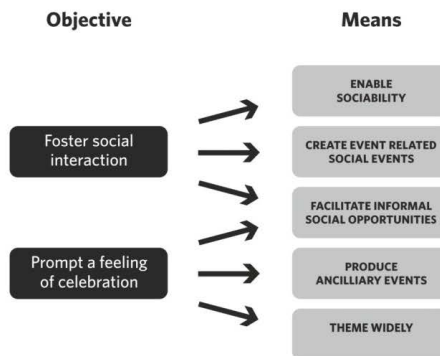 Objective
Means
Foster social
interaction
Prompt a feeling
of celebration
ENABLE
SOCIABILITY
CREATE EVENT RELATED
SOCIAL EVENTS
FACILITATE INFORMAL
SOCIAL OPPORTUNITIES
PRODUCE
ANCILLIARY EVENTS
THEME WIDELY